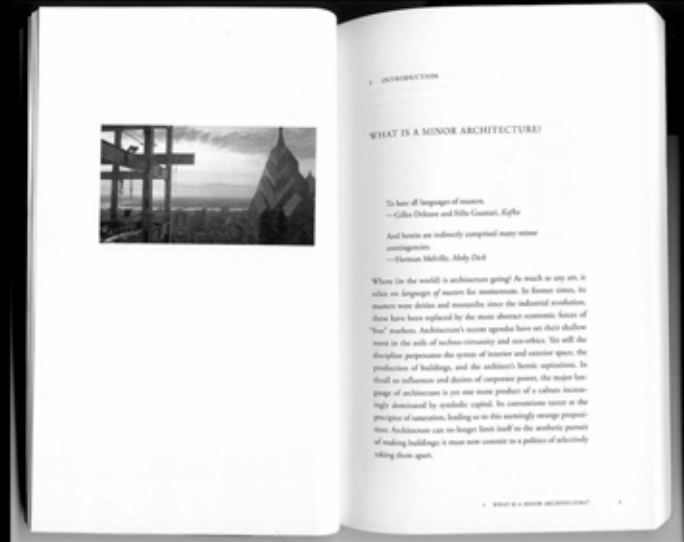 1 INTRODUCTION
WHAT IS A MINOR ARCHITECTURE?
To hate all languages of masters.
—Gilles Deleuze and Félix Guattari, Kafka
And herein are indirectly comprised many minor
contingencies.
—Herman Melville, Moby Dick
Where (in the world) is architecture going? As much as any art, it
relies on languages of masters for momentum. In former times, its
masters were deities and monarchs; since the industrial revolution,
these have been replaced by the more abstract economic forces of
"free" markets. Architecture's recent agendas have set their shallow
roots in the soils of techno-virtuosity and eco-ethics. Yet still the
discipline perpetuates the syntax of interior and exterior space, the
production of buildings, and the architect's heroic aspirations. In
thrall to influences and desires of corporate power, the major lan-
guage of architecture is yet one more product of a culture increas-
ingly dominated by symbolic capital. Its conventions teeter at the
precipice of saturation, leading us to this seemingly strange proposi-
tion: Architecture can no longer limit itself to the aesthetic pursuit
of making buildings; it must now commit to a politics of selectively
taking them apart.
1 WHAT IS A MINOR ARCHITECTURE?